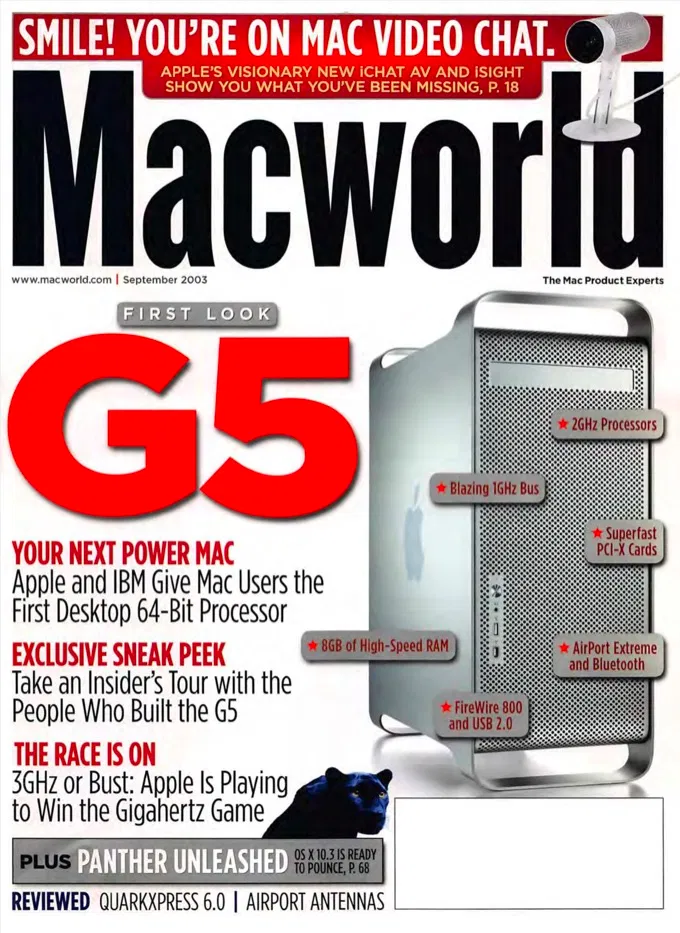 SMILE! YOU'RE ON MAC VIDEO CHAT.
APPLE'S VISIONARY NEW iCHAT AV AND iSIGHT
SHOW YOU WHAT YOU'VE BEEN MISSING, P. 18
Macworld
www.macworld.com | September 2003
The Mac Product Experts
FIRST LOOK
G5
★ 2GHz Processors
★ Blazing 1GHz Bus
★ Superfast
PCI-X Cards
YOUR NEXT POWER MAC
Apple and IBM Give Mac Users the
First Desktop 64-Bit Processor
★ 8GB of High-Speed RAM
★ AirPort Extreme
and Bluetooth
EXCLUSIVE SNEAK PEEK
Take an Insider's Tour with the
People Who Built the G5
★ FireWire 800
and USB 2.0
THE RACE IS ON
3GHz or Bust: Apple Is Playing
to Win the Gigahertz Game
PLUS PANTHER UNLEASHED
OS X 10.3 IS READY
TO POUNCE, P. 68
REVIEWED QUARKXPRESS 6.0 | AIRPORT ANTENNAS